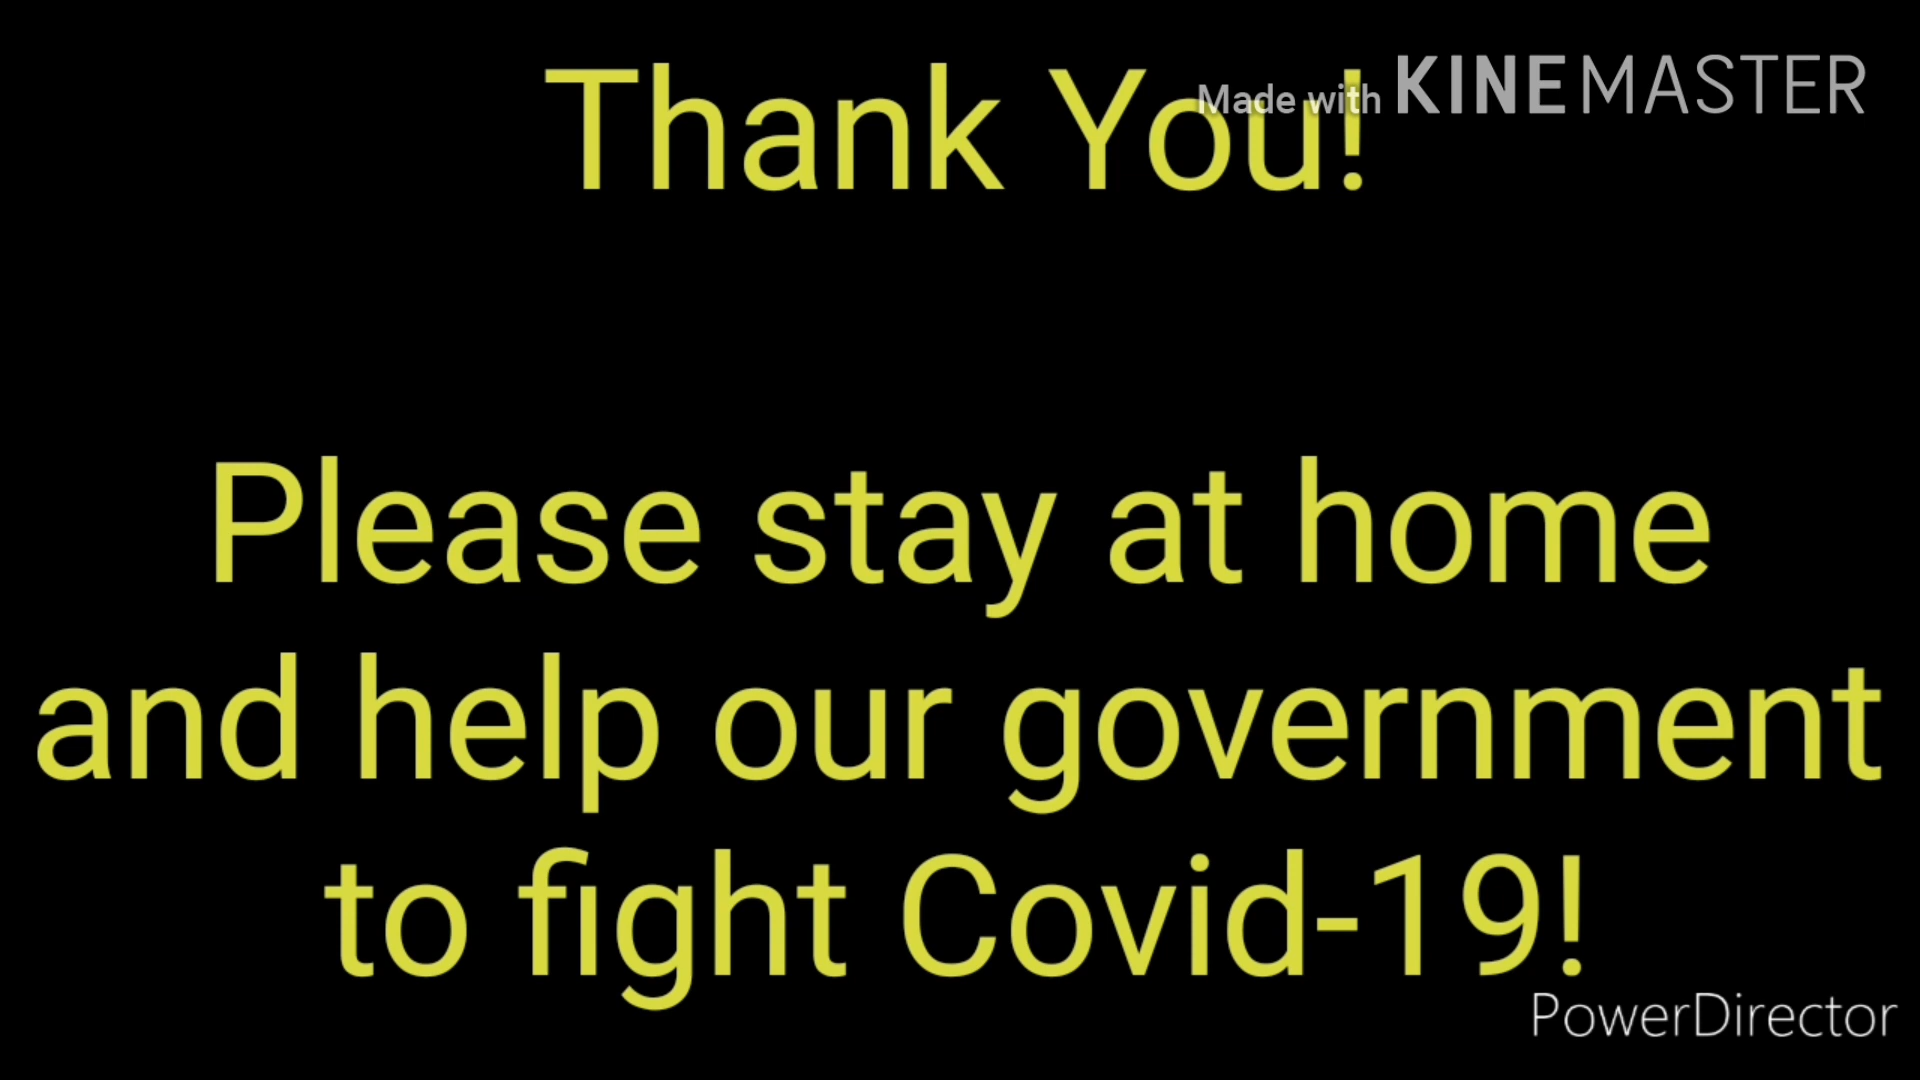 Thank You!
Made with KINEMASTER
Please stay at home
and help our government
to fight Covid-19!
PowerDirector